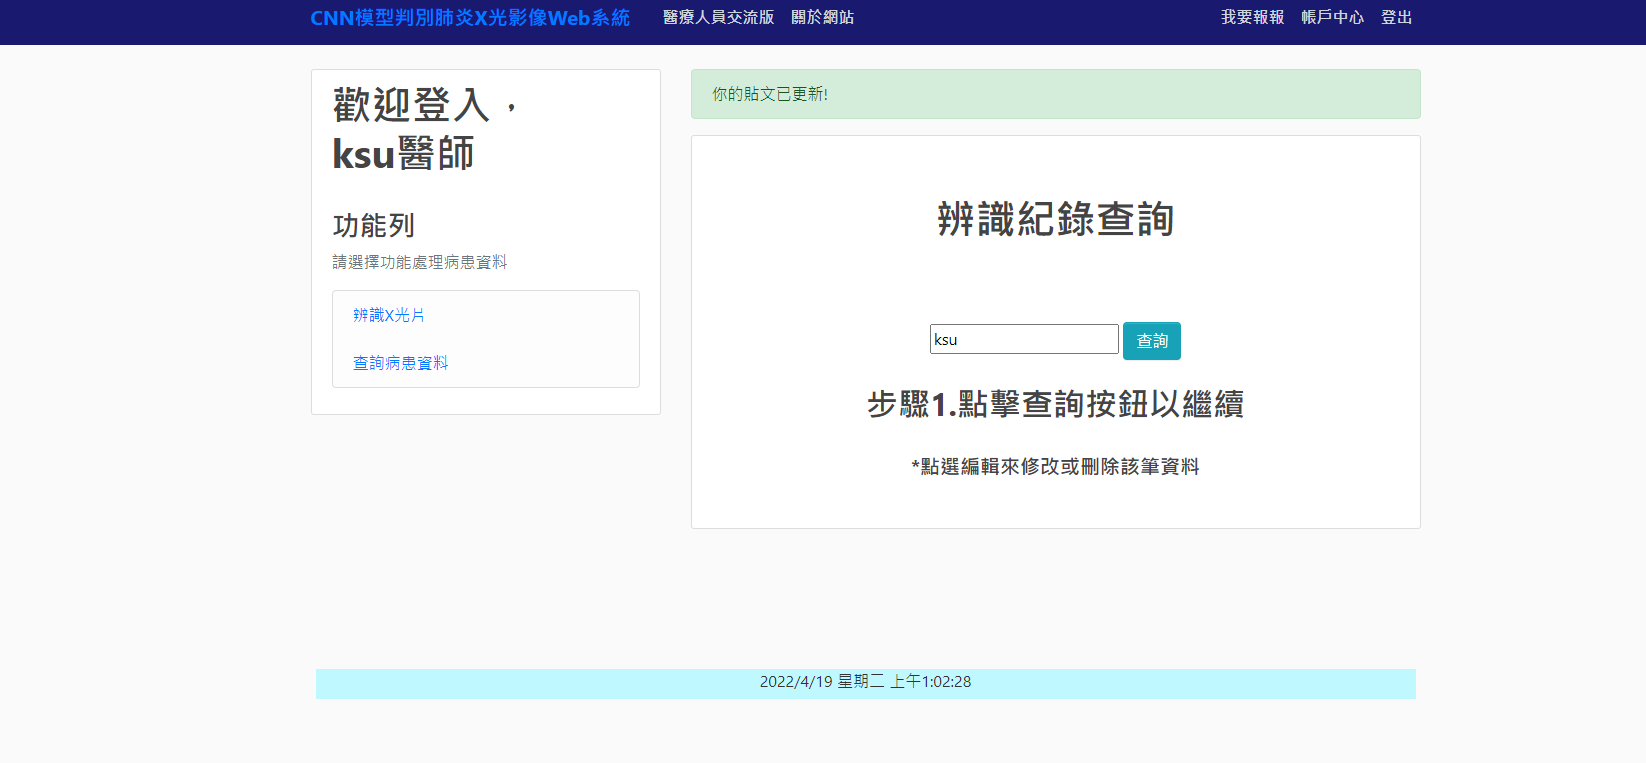 CNN模型判別肺炎X光影像Web系統 醫療人員交流版 關於網站 我要報報 帳戶中心 登出
歡迎登入，
ksu醫師
功能列
請選擇功能處理病患資料
辨識X光片
查詢病患資料
你的貼文已更新!
辨識紀錄查詢
ksu 查詢
步驟1.點擊查詢按鈕以繼續
*點選編輯來修改或刪除該筆資料
2022/4/19 星期二 上午1:02:28